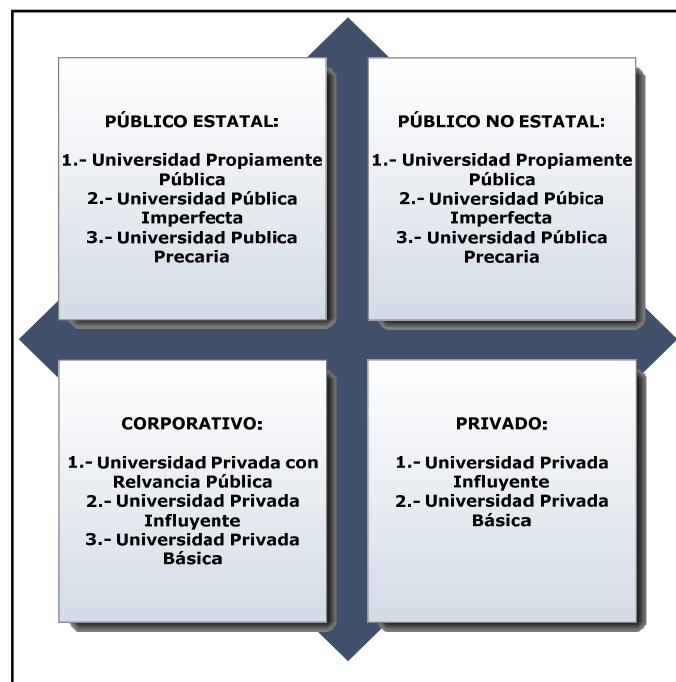 PÚBLICO ESTATAL:
1.- Universidad Propiamente
Pública
2.- Universidad Pública
Imperfecta
3.- Universidad Publica
Precaria
PÚBLICO NO ESTATAL:
1.- Universidad Propiamente
Pública
2.- Universidad Púbica
Imperfecta
3.- Universidad Pública
Precaria
CORPORATIVO:
1.- Universidad Privada con
Relvancia Pública
2.- Universidad Privada
Influyente
3.- Universidad Privada
Básica
PRIVADO:
1.- Universidad Privada
Influyente
2.- Universidad Privada
Básica